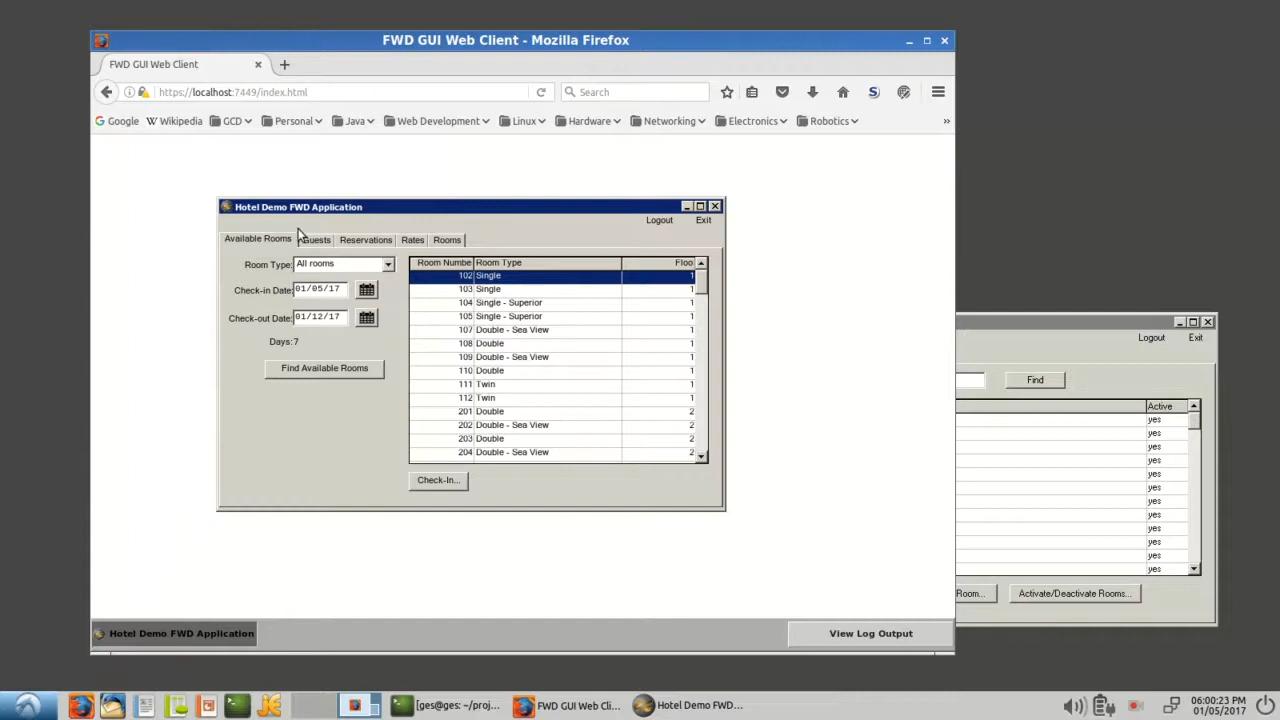 FWD GUI Web Client - Mozilla Firefox
FWD GUI Web Client
https://localhost:7449/index.html
Search
Google Wikipedia GCD Personal Java Web Development Linux Hardware Networking Electronics Robotics »
Hotel Demo FWD Application
Logout Exit
Available Rooms Guests Reservations Rates Rooms
Room Type: All rooms
Check-in Date: 01/05/17
Check-out Date: 01/12/17
Days: 7
Find Available Rooms
Room Numbe Room Type Floo
102 Single 1
103 Single 1
104 Single - Superior 1
105 Single - Superior 1
107 Double - Sea View 1
108 Double 1
109 Double - Sea View 1
110 Double 1
111 Twin 1
112 Twin 1
201 Double 2
202 Double - Sea View 2
203 Double 2
204 Double - Sea View 2
Check-In...
Logout Exit
Find
Active
yes
yes
yes
yes
yes
yes
yes
yes
yes
yes
yes
yes
Room... Activate/Deactivate Rooms...
Hotel Demo FWD Application
View Log Output
[ges@ges: ~/proj...
FWD GUI Web Cli...
Hotel Demo FWD...
06:00:23 PM
01/05/2017